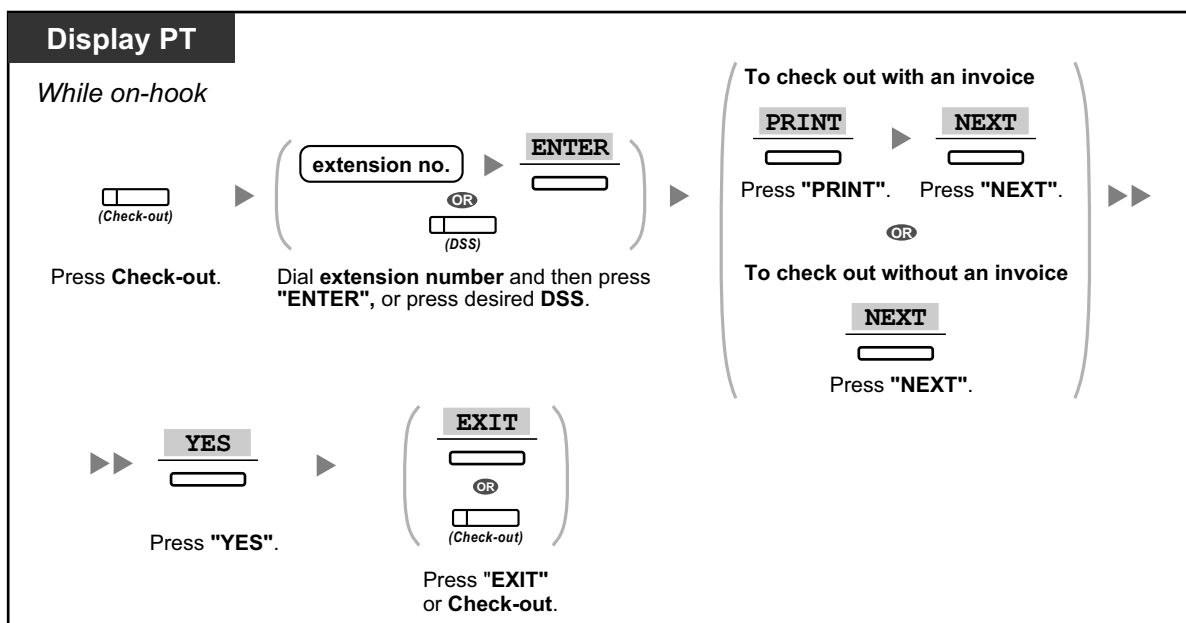 Display PT
While on-hook
(Check-out)
Press Check-out.
extension no.
ENTER
OR
(DSS)
Dial extension number and then press
"ENTER", or press desired DSS.
To check out with an invoice
PRINT
NEXT
Press "PRINT".
Press "NEXT".
OR
To check out without an invoice
NEXT
Press "NEXT".
YES
Press "YES".
EXIT
OR
(Check-out)
Press "EXIT"
or Check-out.